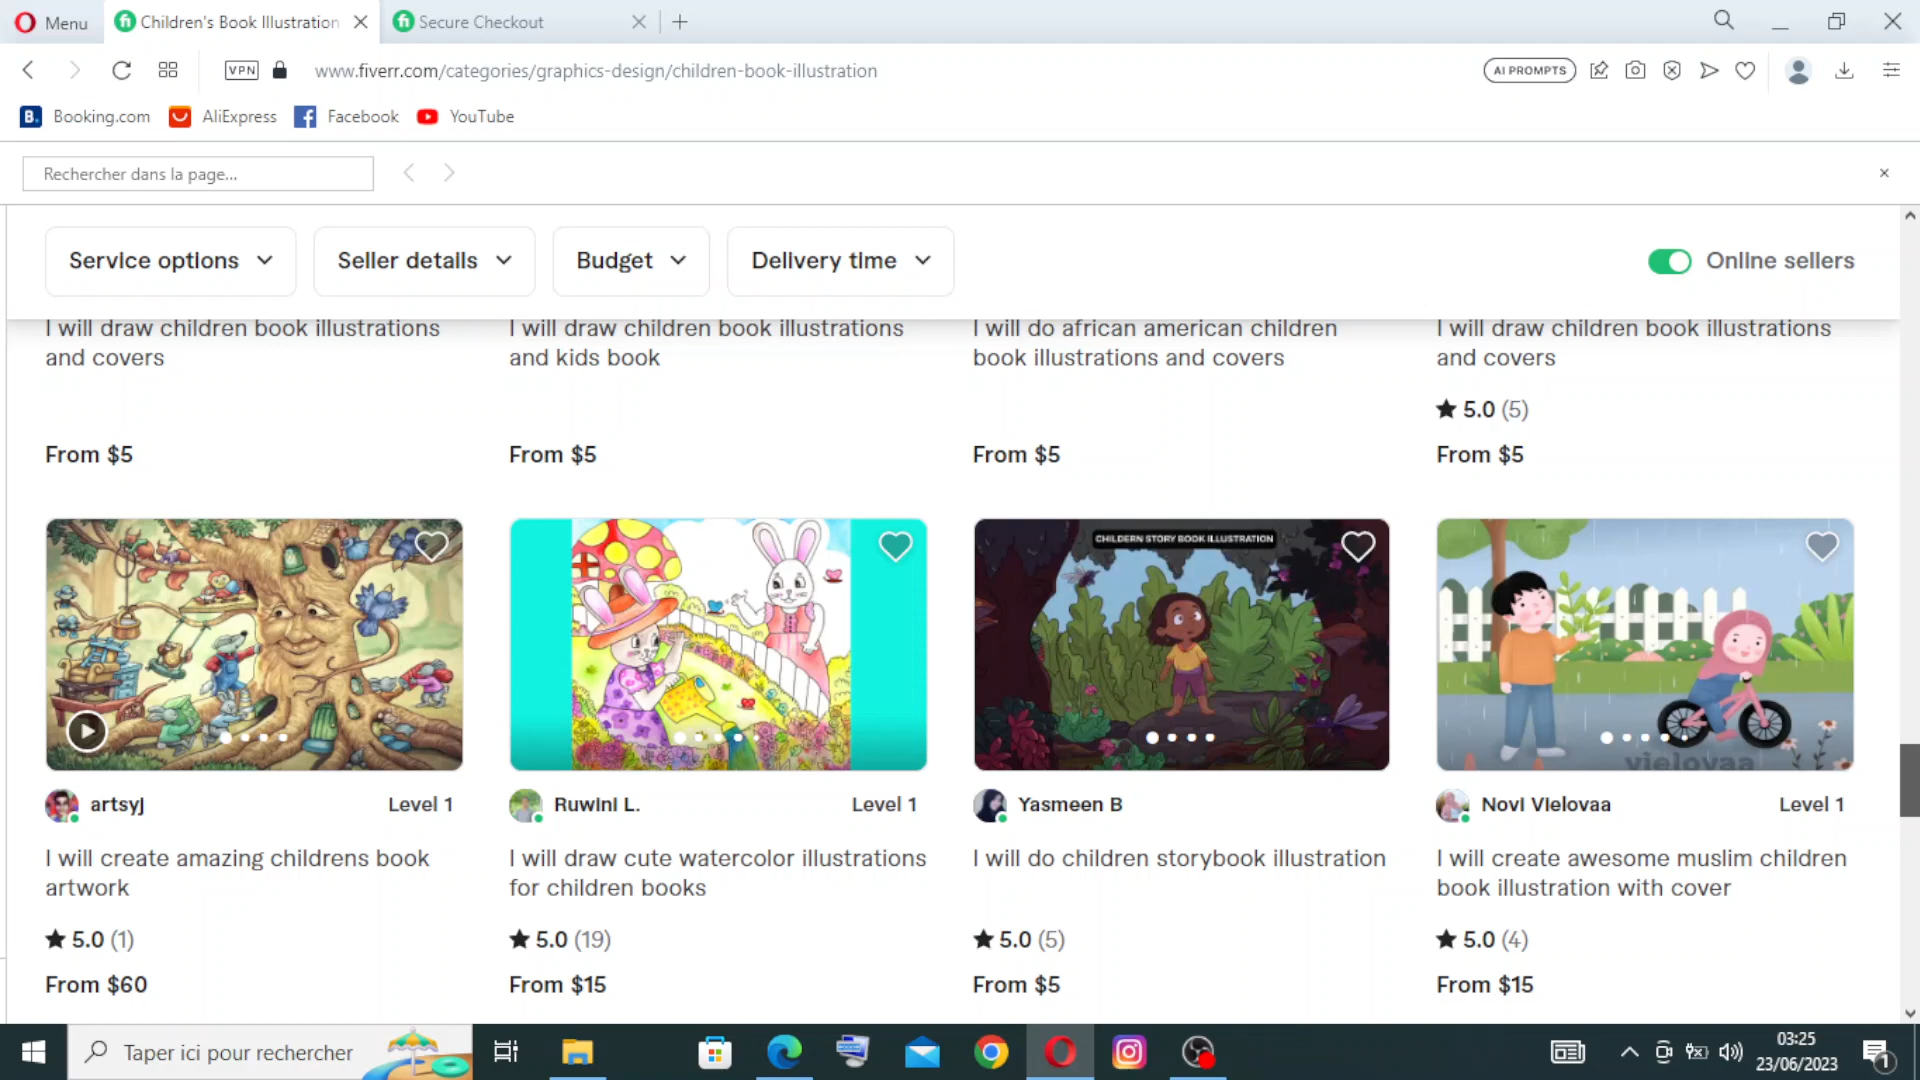 Menu
Children's Book Illustration
Secure Checkout
VPN
www.fiverr.com/categories/graphics-design/children-book-illustration
AI PROMPTS
B. Booking.com
AliExpress
Facebook
YouTube
Rechercher dans la page...
Service options
Seller details
Budget
Delivery time
Online sellers
I will draw children book illustrations
and covers
From $5
I will draw children book illustrations
and kids book
From $5
I will do african american children
book illustrations and covers
From $5
I will draw children book illustrations
and covers
5.0 (5)
From $5
artsyj
Level 1
I will create amazing childrens book
artwork
5.0 (1)
From $60
Ruwini L.
Level 1
I will draw cute watercolor illustrations
for children books
5.0 (19)
From $15
CHILDERN STORY BOOK ILLUSTRATION
Yasmeen B
I will do children storybook illustration
5.0 (5)
From $5
vielovaa
Novi Vielovaa
Level 1
I will create awesome muslim children
book illustration with cover
5.0 (4)
From $15
Taper ici pour rechercher
03:25
23/06/2023
1